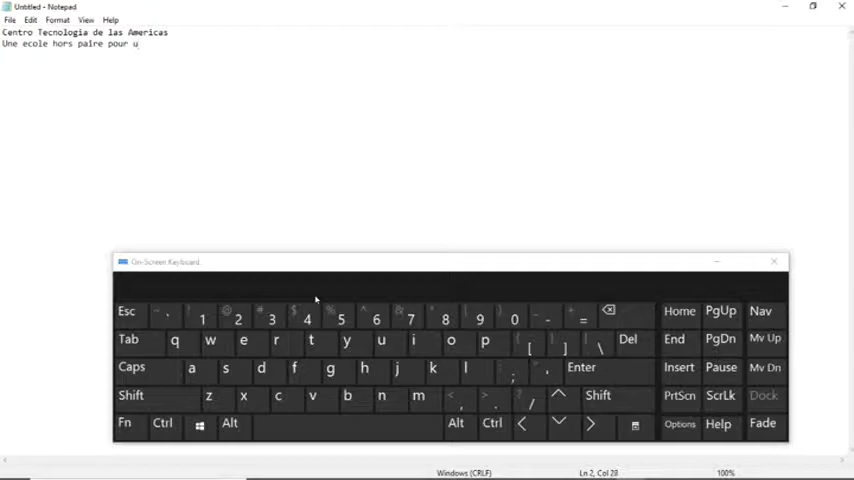 Untitled - Notepad
File Edit Format View Help
Centro Tecnologia de las Americas
Une ecole hors paire pour u
On-Screen Keyboard
Esc ~ ` ! 1 @ 2 # 3 $ 4 % 5 ^ 6 & 7 * 8 ( 9 ) 0 _ - + = Home PgUp Nav
Tab q w e r t y u i o p { [ } ] | \ Del End PgDn Mv Up
Caps a s d f g h j k l : ; " ' Enter Insert Pause Mv Dn
Shift z x c v b n m < , > . ? / Shift PrtScn ScrLk Dock
Fn Ctrl Alt Alt Ctrl Options Help Fade
Windows (CRLF) Ln 2, Col 28 100%